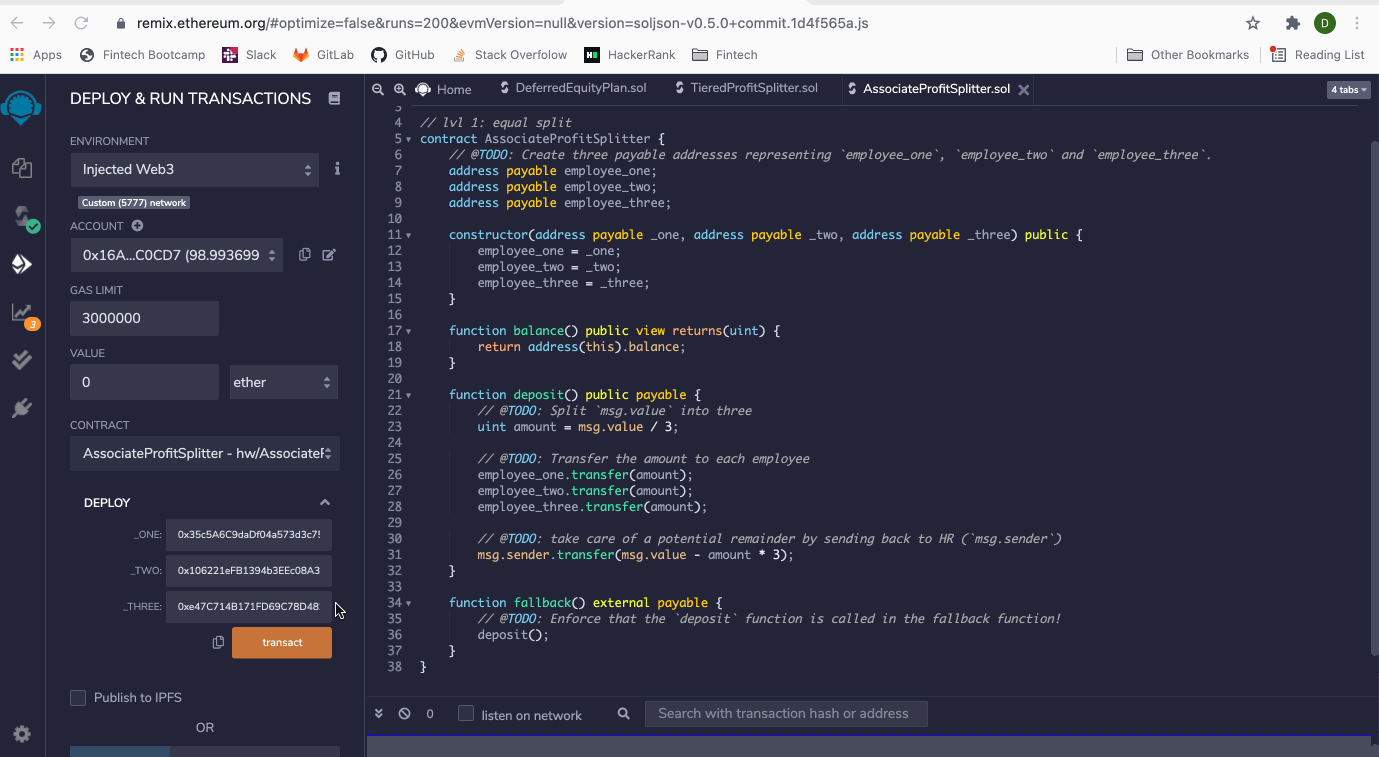 remix.ethereum.org/#optimize=false&runs=200&evmVersion=null&version=soljson-v0.5.0+commit.1d4f565a.js
D
Apps
Fintech Bootcamp
Slack
GitLab
GitHub
Stack Overfolow
HackerRank
Fintech
Other Bookmarks
Reading List
DEPLOY & RUN TRANSACTIONS
ENVIRONMENT
Injected Web3
Custom (5777) network
ACCOUNT
0x16A...C0CD7 (98.993699
GAS LIMIT
3000000
VALUE
0
ether
CONTRACT
AssociateProfitSplitter - hw/Associatef
DEPLOY
_ONE: 0x35c5A6C9daDf04a573d3c7!
_TWO: 0x106221eFB1394b3EEc08A3
_THREE: 0xe47C714B171FD69C78D48
transact
Publish to IPFS
OR
3
Home
DeferredEquityPlan.sol
TieredProfitSplitter.sol
AssociateProfitSplitter.sol
4 tabs
3
4 // lvl 1: equal split
5 contract AssociateProfitSplitter {
6 // @TODO: Create three payable addresses representing `employee_one`, `employee_two` and `employee_three`.
7 address payable employee_one;
8 address payable employee_two;
9 address payable employee_three;
10
11 constructor(address payable _one, address payable _two, address payable _three) public {
12 employee_one = _one;
13 employee_two = _two;
14 employee_three = _three;
15 }
16
17 function balance() public view returns(uint) {
18 return address(this).balance;
19 }
20
21 function deposit() public payable {
22 // @TODO: Split `msg.value` into three
23 uint amount = msg.value / 3;
24
25 // @TODO: Transfer the amount to each employee
26 employee_one.transfer(amount);
27 employee_two.transfer(amount);
28 employee_three.transfer(amount);
29
30 // @TODO: take care of a potential remainder by sending back to HR (`msg.sender`)
31 msg.sender.transfer(msg.value - amount * 3);
32 }
33
34 function fallback() external payable {
35 // @TODO: Enforce that the `deposit` function is called in the fallback function!
36 deposit();
37 }
38 }
0
listen on network
Search with transaction hash or address